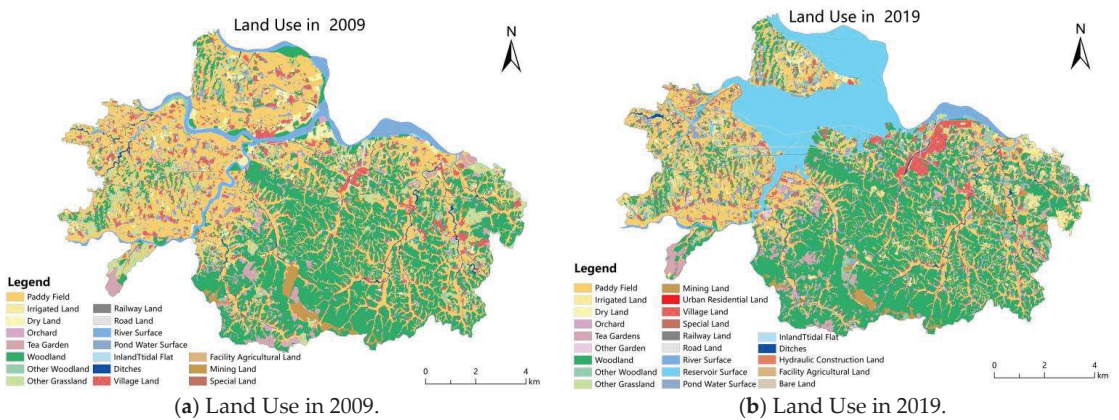 Land Use in 2009
N
Legend
Paddy Field
Irrigated Land
Dry Land
Orchard
Tea Garden
Woodland
Other Woodland
Other Grassland
Railway Land
Road Land
River Surface
Pond Water Surface
InlandTtidal Flat
Ditches
Village Land
Facility Agricultural Land
Mining Land
Special Land
0 2 4
km
(a) Land Use in 2009.
Land Use in 2019
N
Legend
Paddy Field
Irrigated Land
Dry Land
Orchard
Tea Gardens
Other Garden
Woodland
Other Woodland
Other Grassland
Mining Land
Urban Residential Land
Village Land
Special Land
Railway Land
Road Land
River Surface
Reservoir Surface
Pond Water Surface
InlandTtidal Flat
Ditches
Hydraulic Construction Land
Facility Agricultural Land
Bare Land
0 2 4
km
(b) Land Use in 2019.